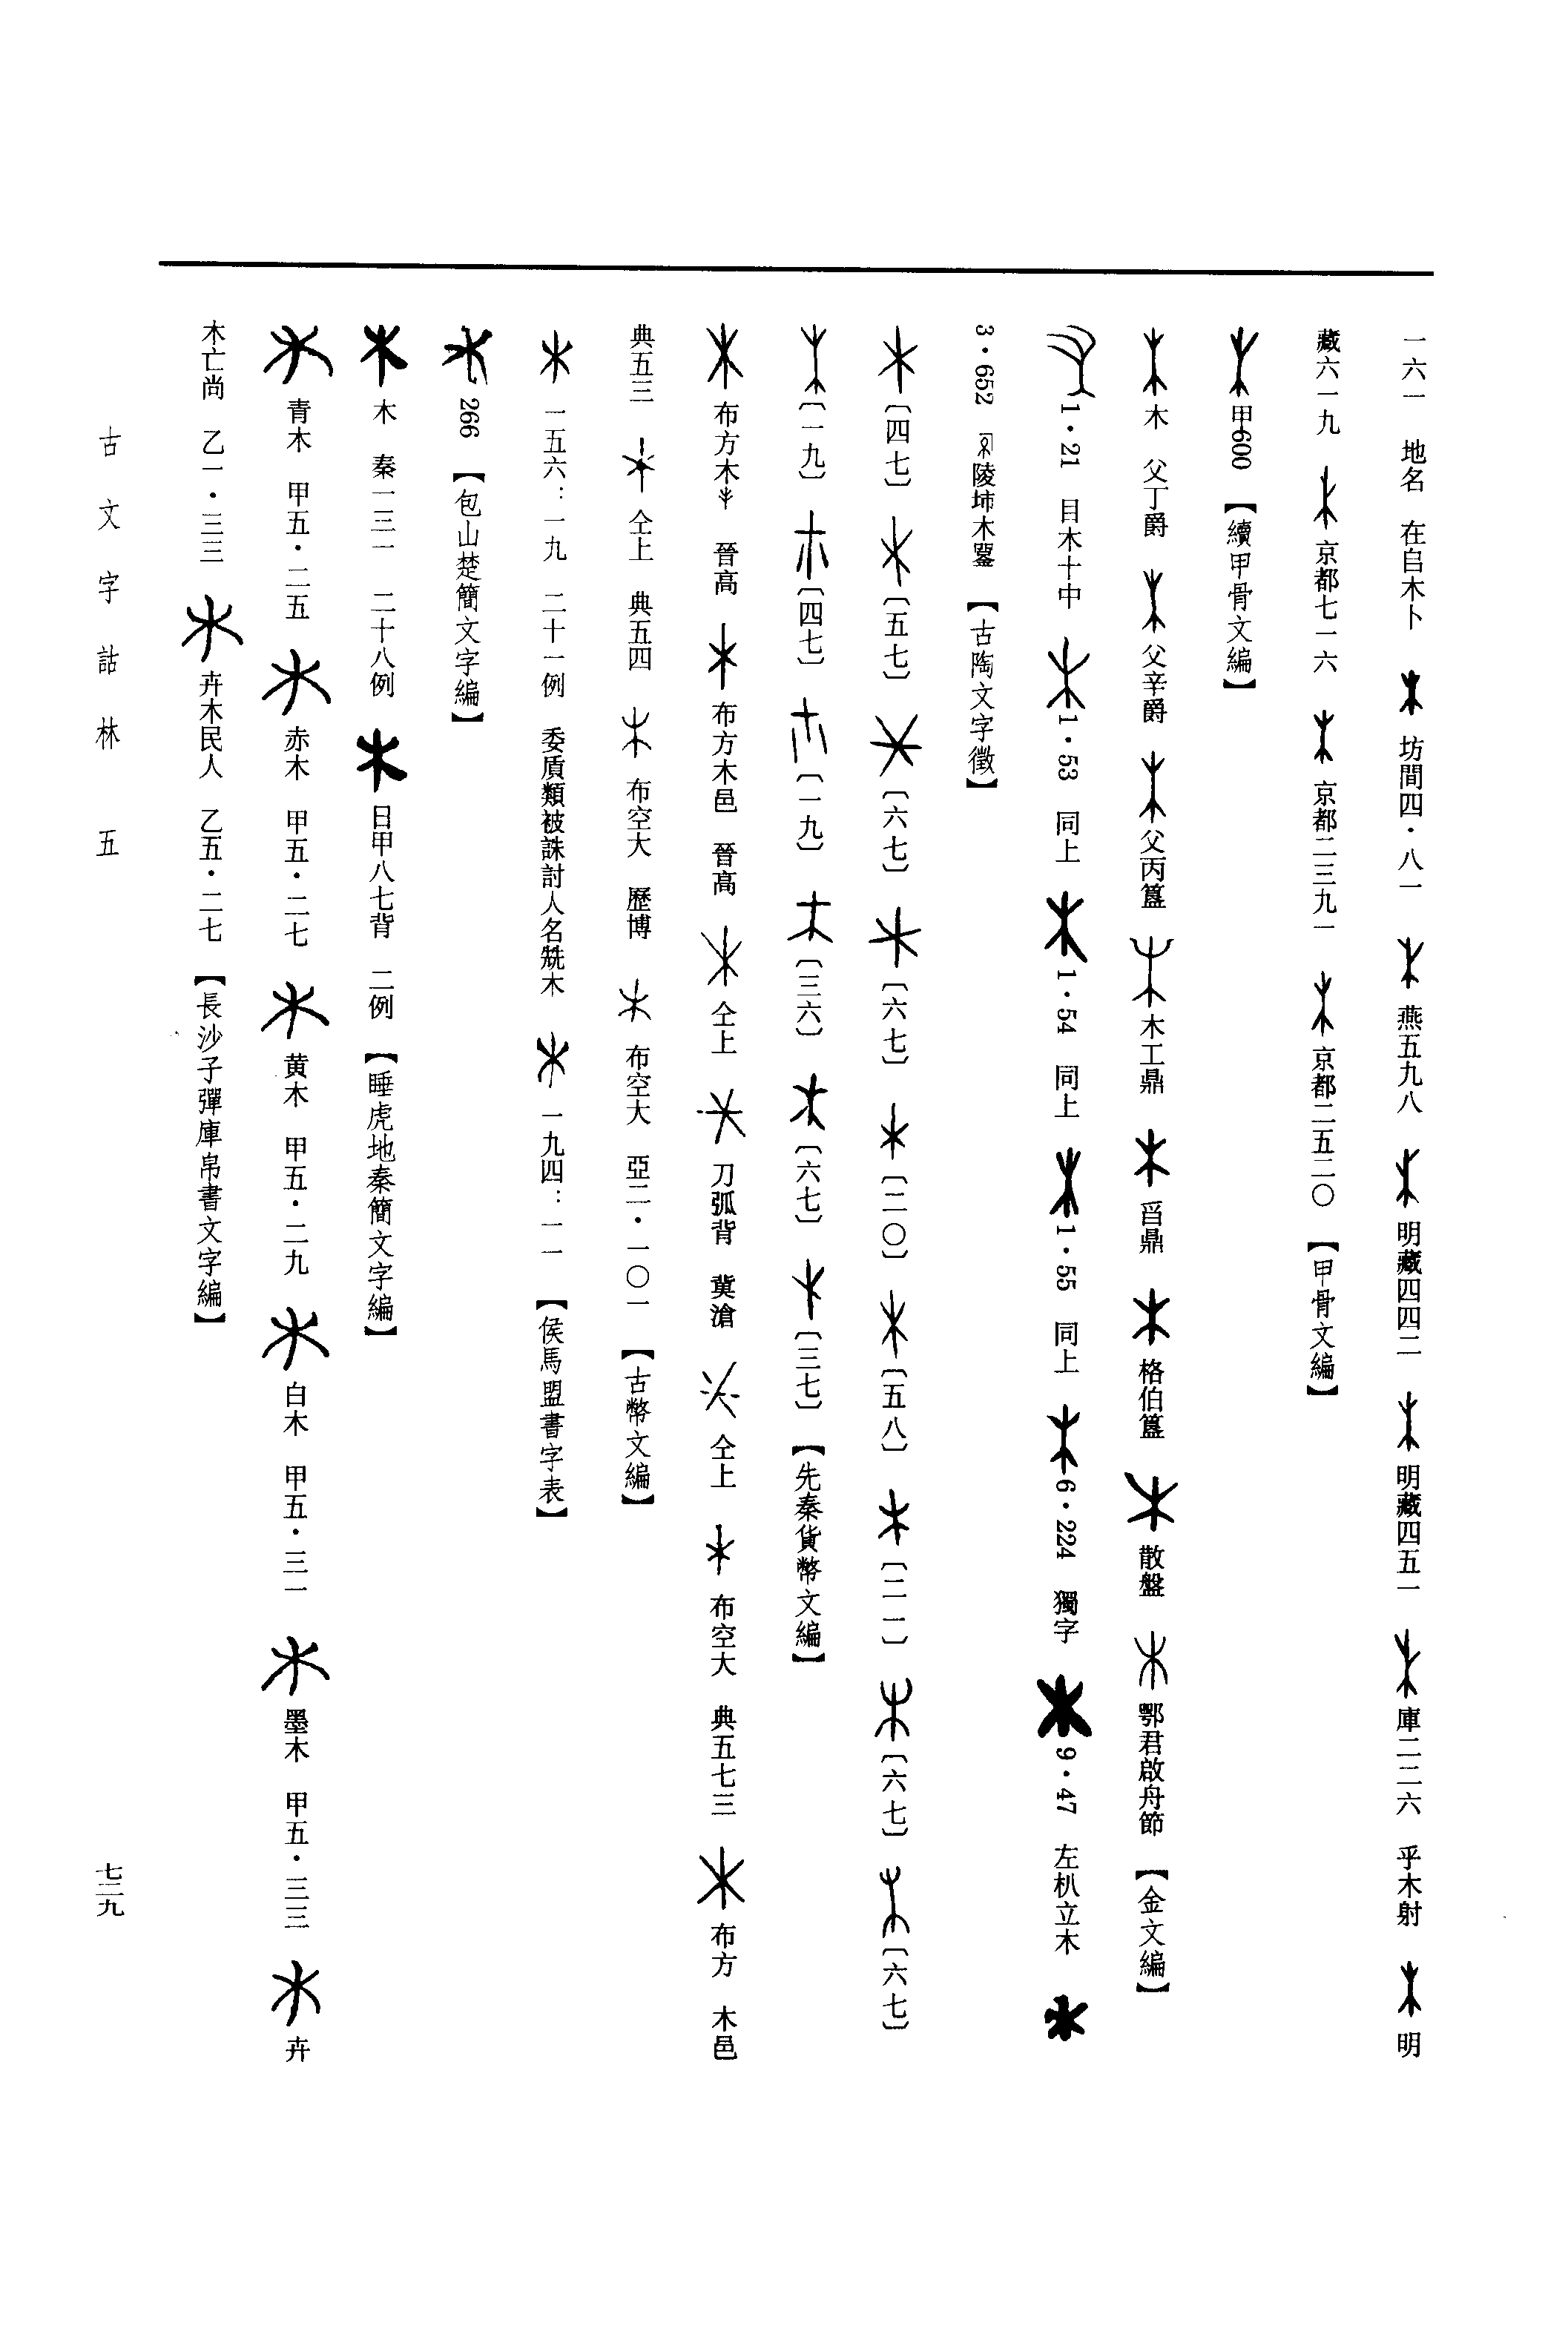 一六一 地名 在自木卜 坊間四·八一 燕五九八 明藏四四二 明藏四五一 庫二二六 乎木射 明
藏六一九 京都七一六 京都二三九一 京都二五二〇 【甲骨文編】
甲600 【續甲骨文編】
木 父丁爵 父辛爵 父丙簋 木工鼎 舀鼎 格伯簋 散盤 鄂君啟舟節 【金文編】
1·21 目木十中 1·53 同上 1·54 同上 1·55 同上 6·224 獨字 9·47 左朳立木
3·652 陵㘵木 【古陶文字徵】
〔四七〕 〔五七〕 〔六七〕 〔六七〕 〔二〇〕 〔五八〕 〔二二〕 〔六七〕 〔六七〕
〔一九〕 〔四七〕 〔一九〕 〔三六〕 〔六七〕 〔三七〕 【先秦貨幣文編】
布方木 晉高 布方木邑 晉高 仝上 刀弧背 冀滄 仝上 布空大 典五七三 布方 木邑
典五三 仝上 典五四 布空大 歷博 布空大 亞二·一〇一 【古幣文編】
一五六:一九 二十一例 委質類被誅討人名兟木 一九四:一一 【侯馬盟書字表】
266 【包山楚簡文字編】
木 秦一三一 二十八例 日甲八七背 二例 【睡虎地秦簡文字編】
青木 甲五·二五 赤木 甲五·二七 黄木 甲五·二九 白木 甲五·三一 墨木 甲五·三三 卉
木亡尚 乙一·三三 卉木民人 乙五·二七 【長沙子彈庫帛書文字編】
古文字詁林 五
七二九